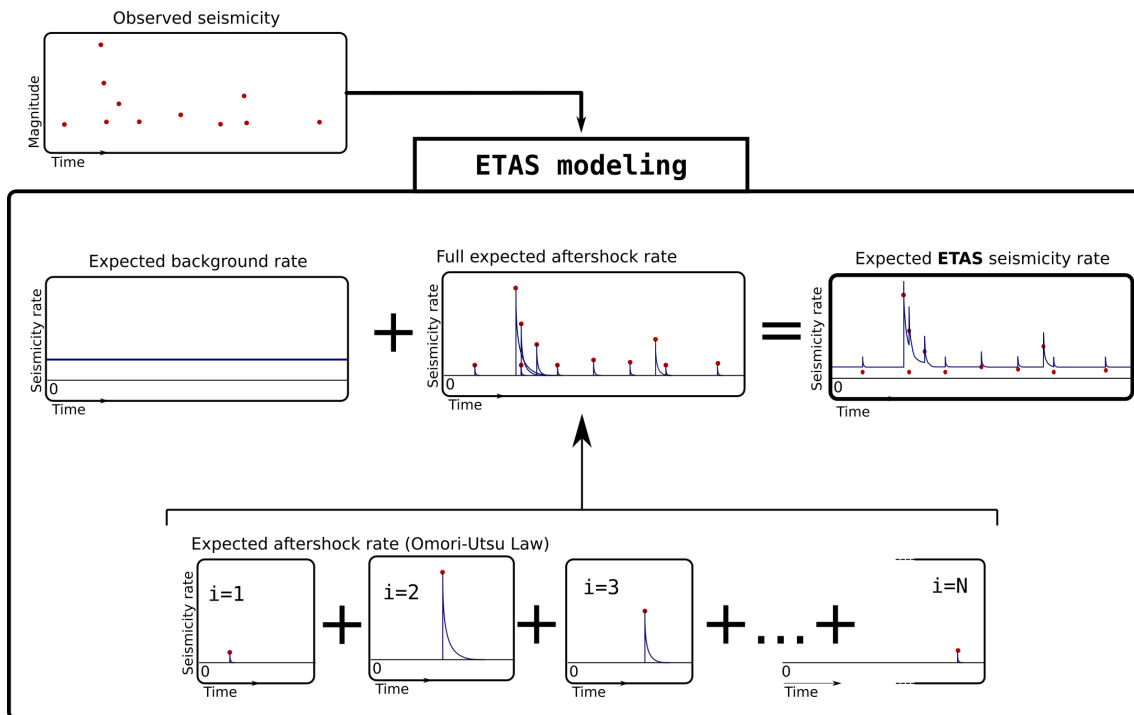 Observed seismicity
Magnitude
Time
ETAS modeling
Expected background rate
Seismicity rate
0
Time
+
Full expected aftershock rate
Seismicity rate
0
Time
=
Expected ETAS seismicity rate
Seismicity rate
0
Time
Expected aftershock rate (Omori-Utsu Law)
Seismicity rate
i=1
0
Time
+
i=2
0
Time
+
i=3
0
Time
+ ... +
i=N
0
Time